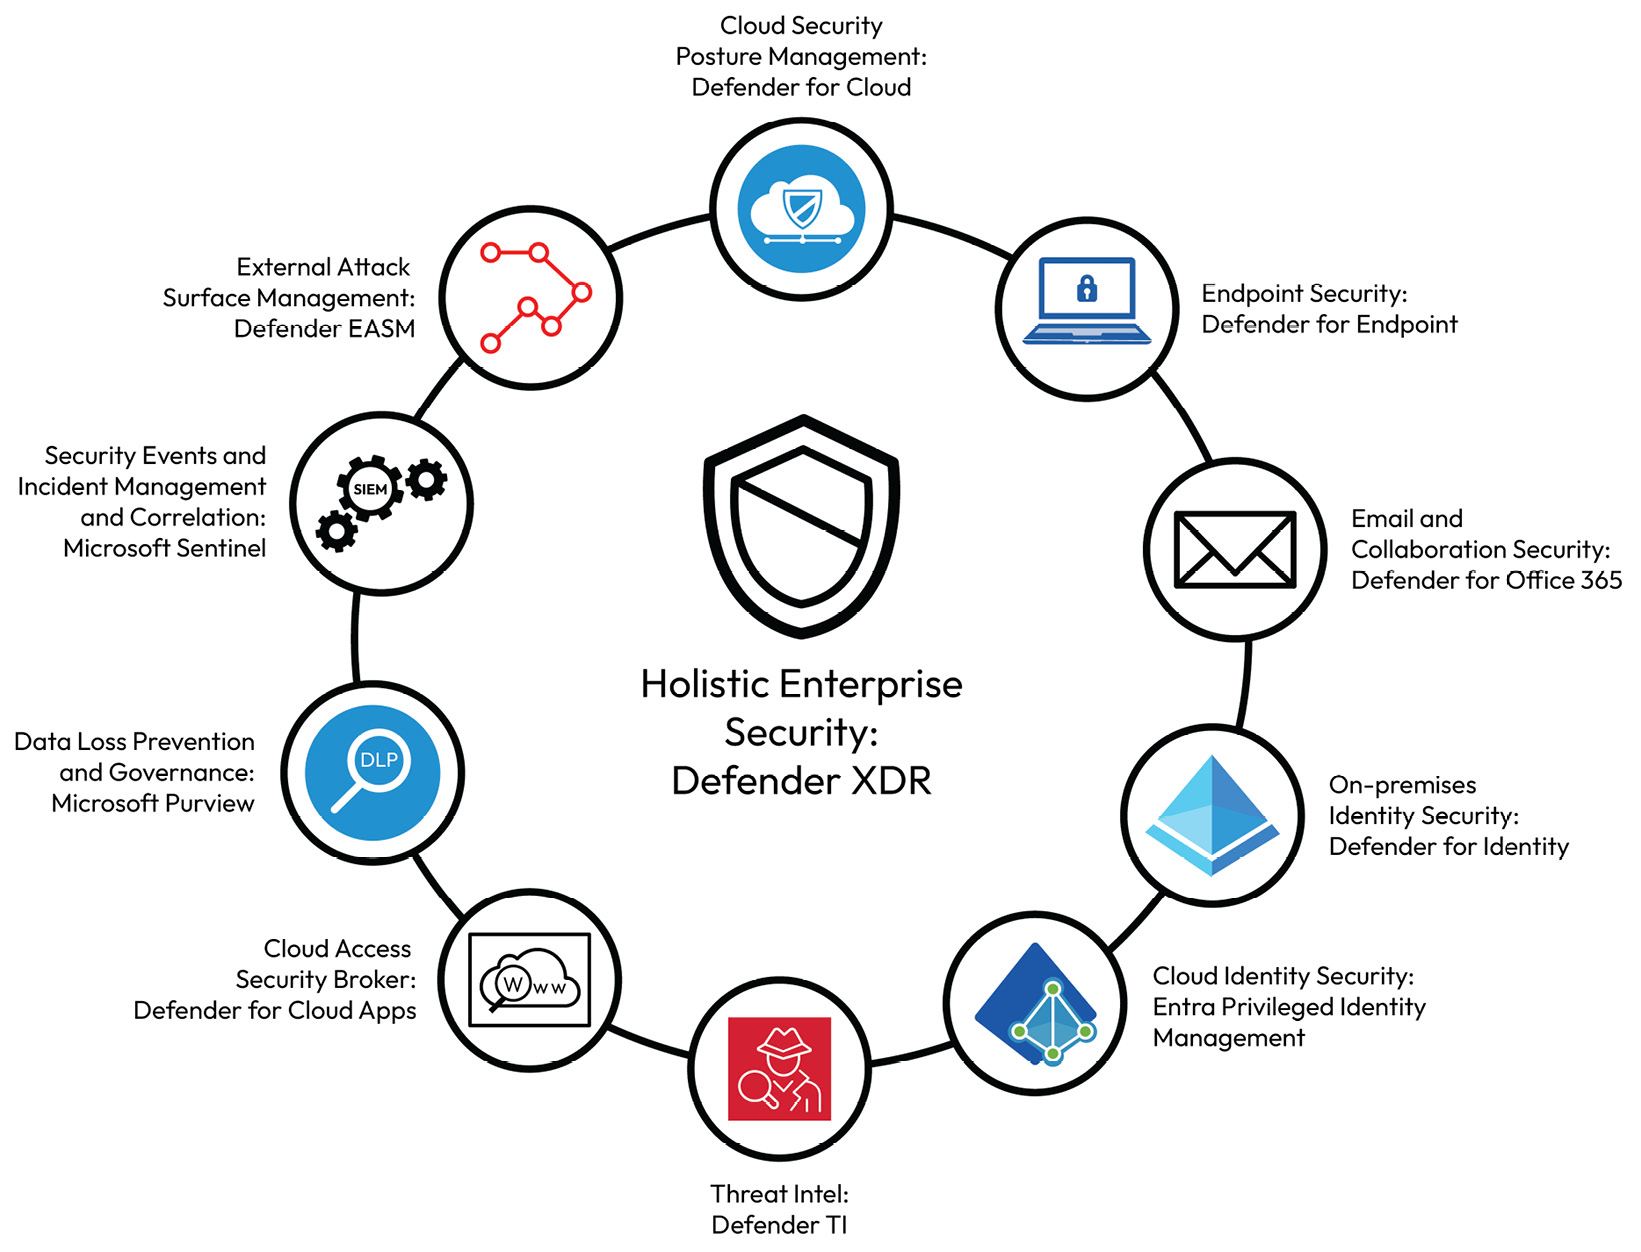 Cloud Security
Posture Management:
Defender for Cloud
Endpoint Security:
Defender for Endpoint
Email and
Collaboration Security:
Defender for Office 365
On-premises
Identity Security:
Defender for Identity
Cloud Identity Security:
Entra Privileged Identity
Management
Threat Intel:
Defender TI
Cloud Access
Security Broker:
Defender for Cloud Apps
WWW
Data Loss Prevention
and Governance:
Microsoft Purview
DLP
Security Events and
Incident Management
and Correlation:
Microsoft Sentinel
SIEM
External Attack
Surface Management:
Defender EASM
Holistic Enterprise
Security:
Defender XDR